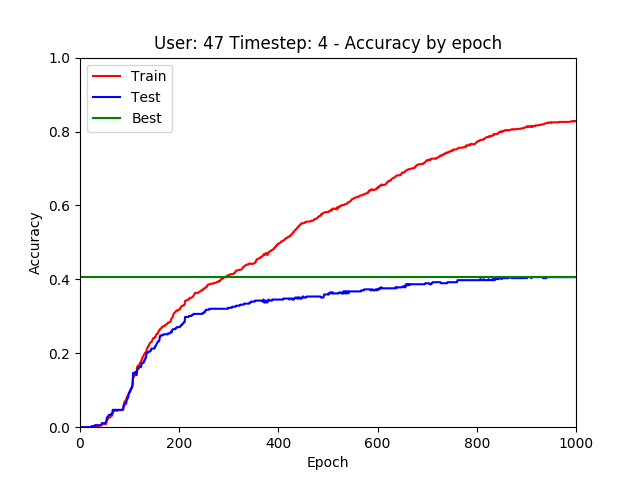 User: 47 Timestep: 4 - Accuracy by epoch
Train
Test
Best
Accuracy
1.0
0.8
0.6
0.4
0.2
0.0
0 200 400 600 800 1000
Epoch